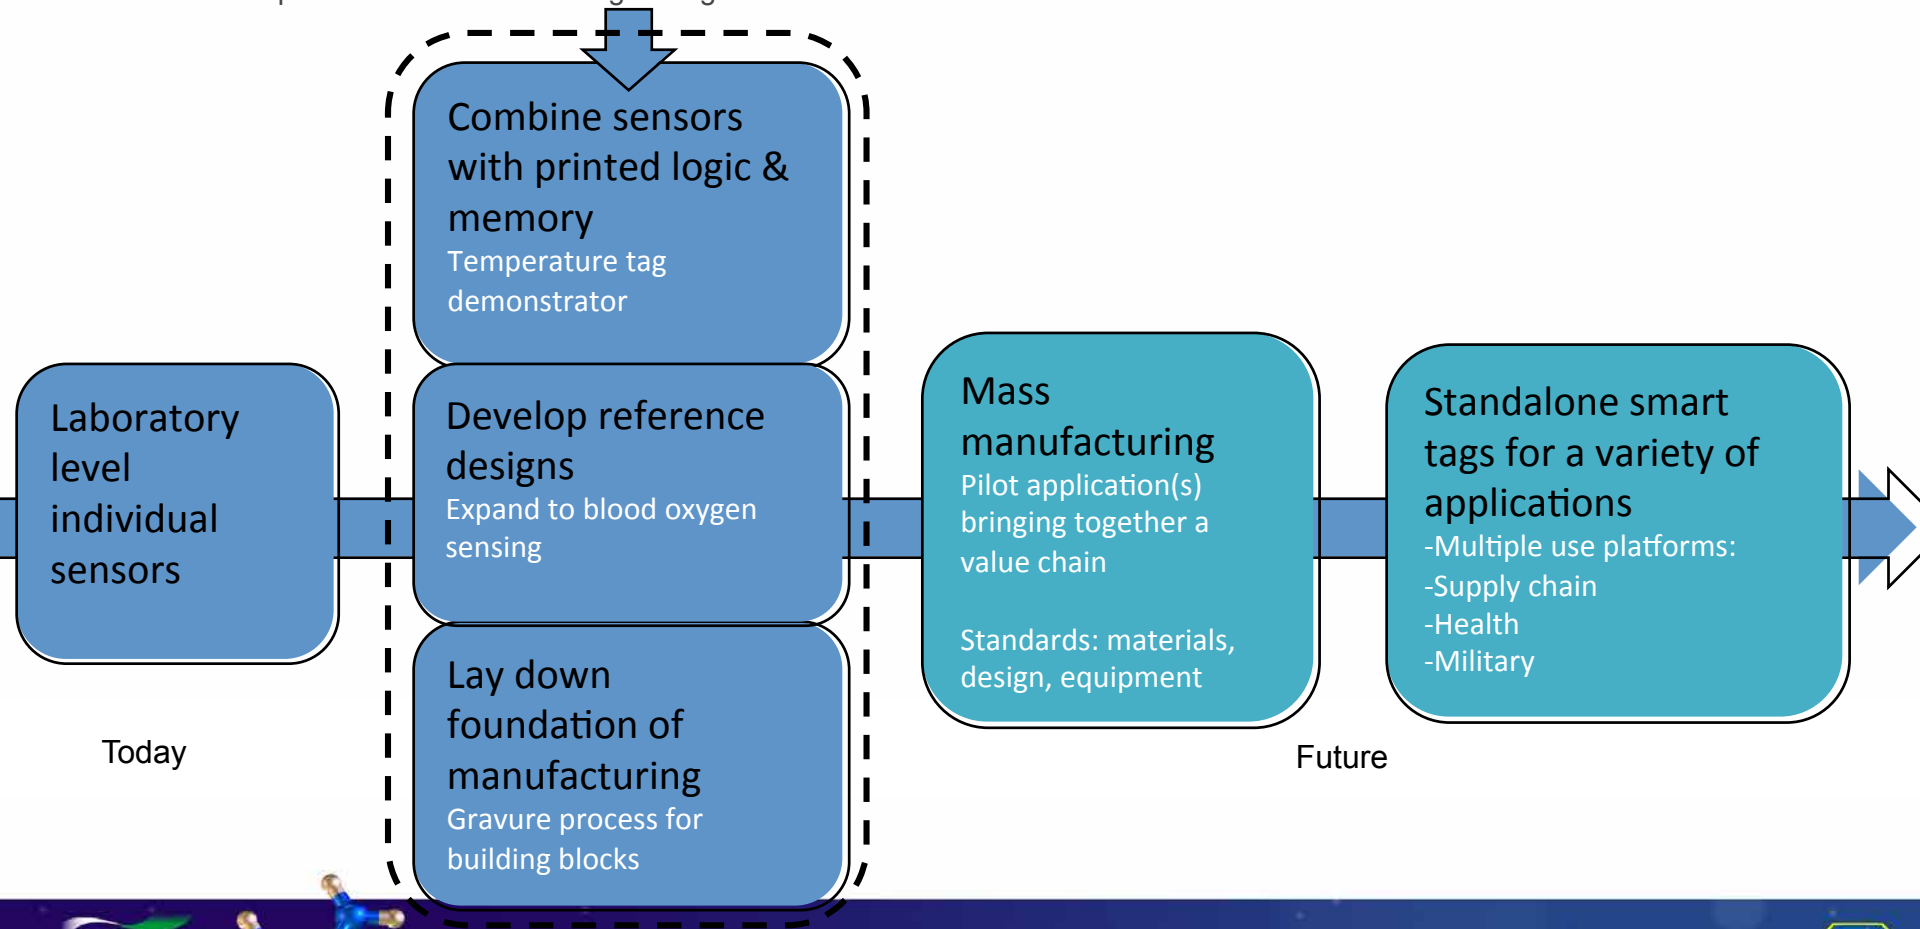 Combine sensors
with printed logic &
memory
Temperature tag
demonstrator
Laboratory
level
individual
sensors
Develop reference
designs
Expand to blood oxygen
sensing
Lay down
foundation of
manufacturing
Gravure process for
building blocks
Mass
manufacturing
Pilot application(s)
bringing together a
value chain
Standards: materials,
design, equipment
Standalone smart
tags for a variety of
applications
-Multiple use platforms:
-Supply chain
-Health
-Military
Today
Future